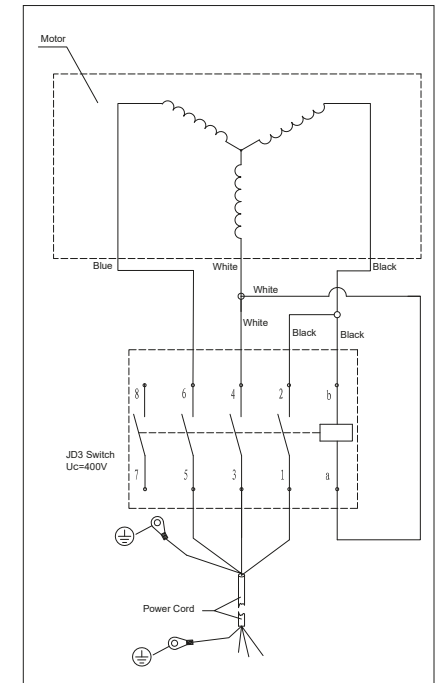 Motor
Blue
White
Black
White
White
Black
Black
8
6
4
2
b
JD3 Switch
Uc=400V
7
5
3
1
a
Power Cord